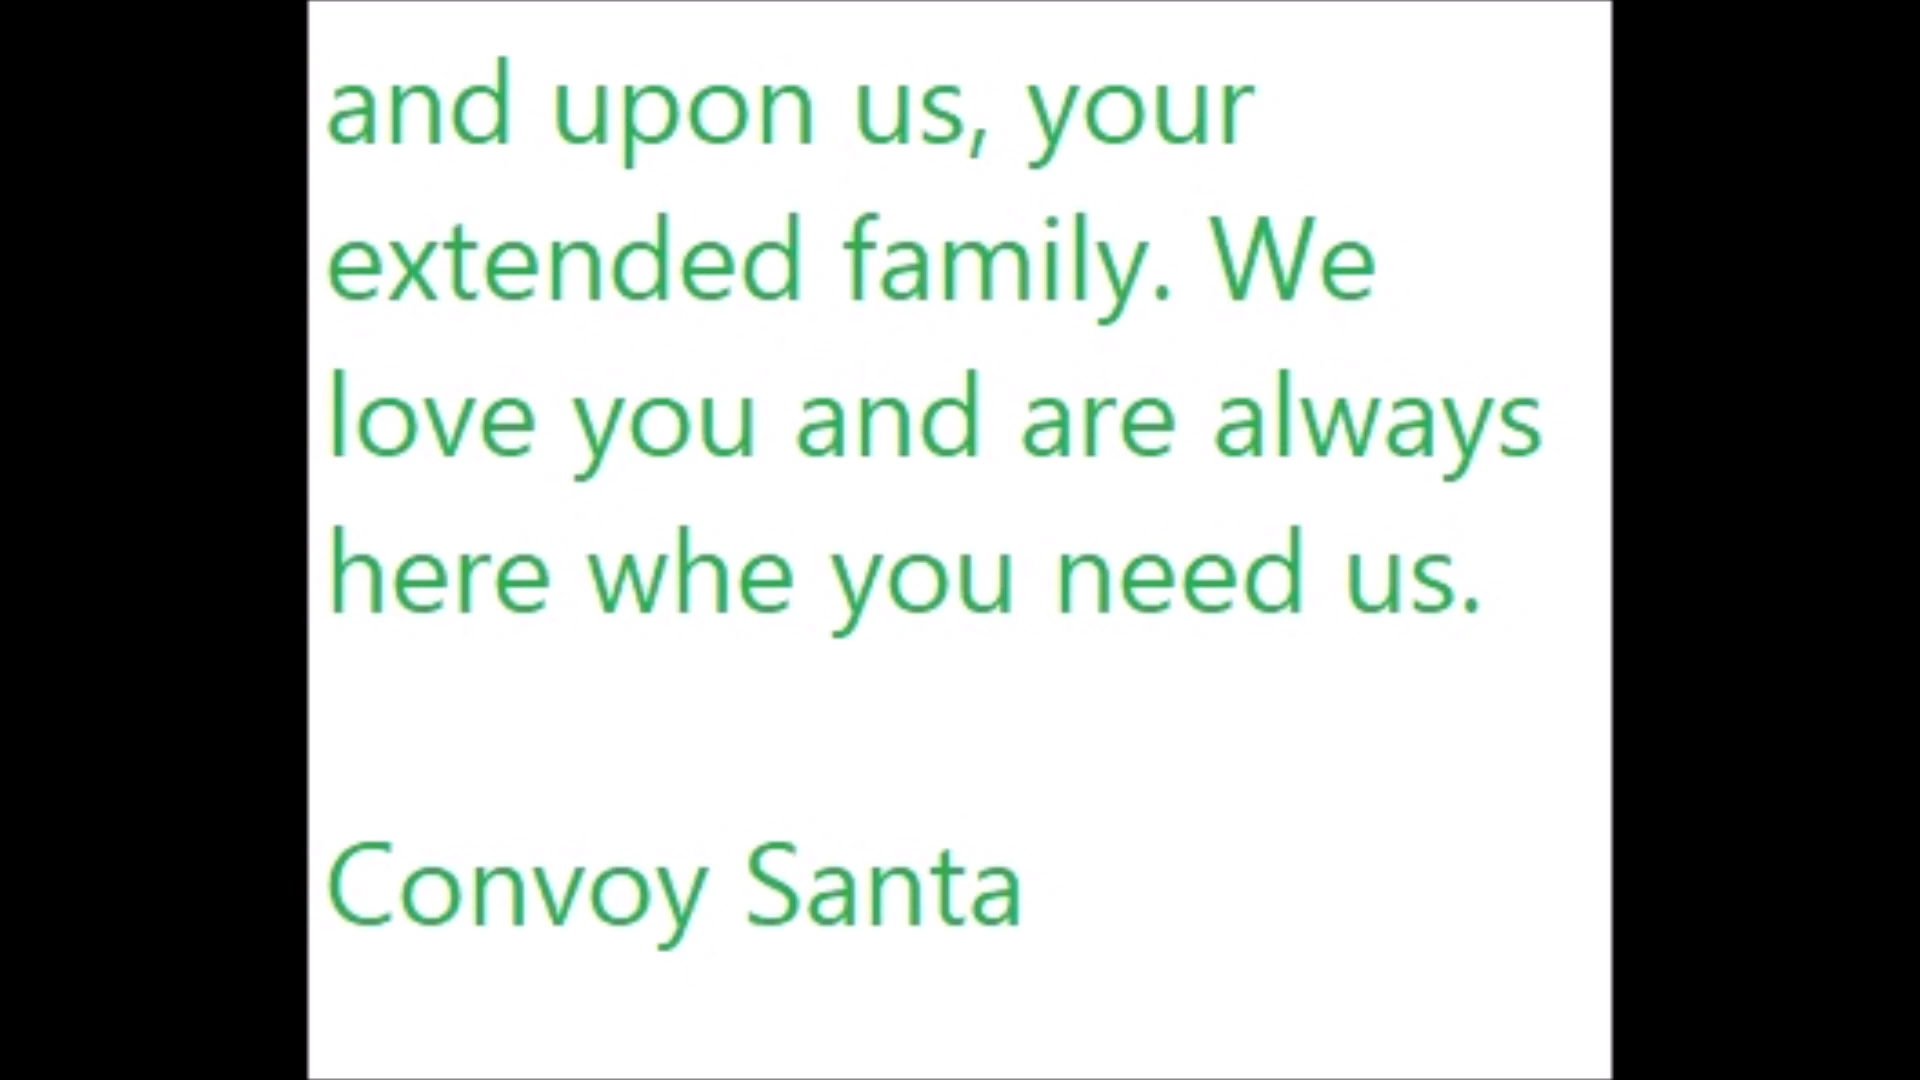 and upon us, your
extended family. We
love you and are always
here whe you need us.
Convoy Santa